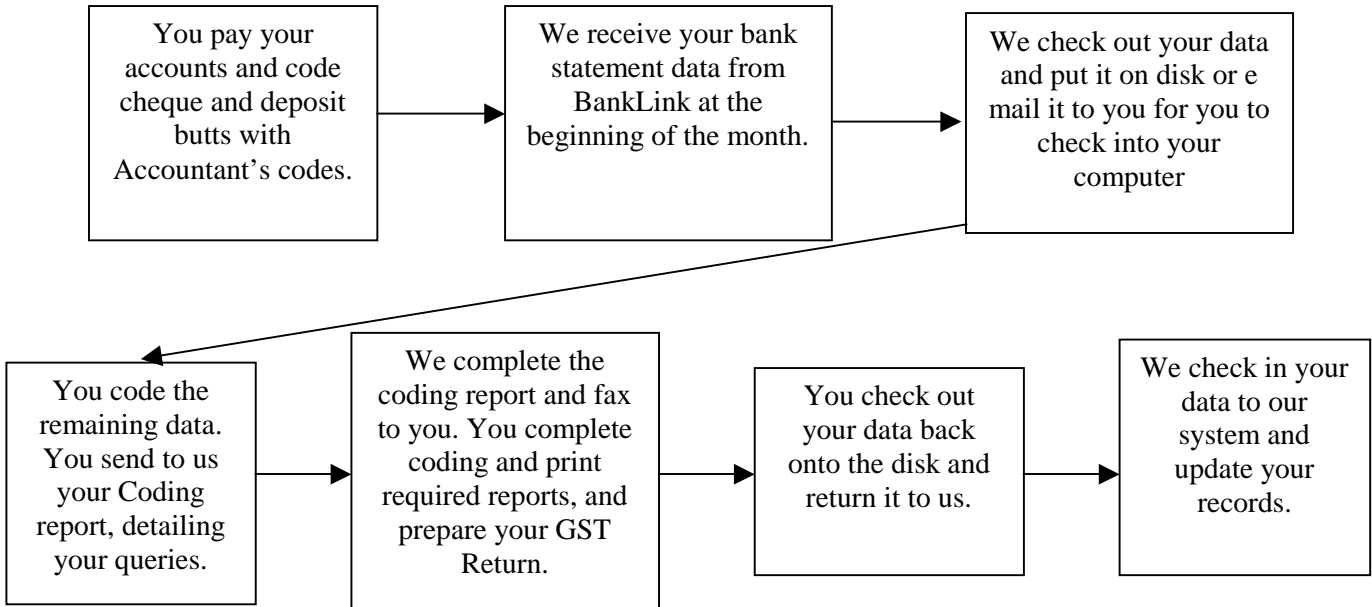 You pay your
accounts and code
cheque and deposit
butts with
Accountant’s codes.
We receive your bank
statement data from
BankLink at the
beginning of the month.
We check out your data
and put it on disk or e
mail it to you for you to
check into your
computer
You code the
remaining data.
You send to us
your Coding
report, detailing
your queries.
We complete the
coding report and fax
to you. You complete
coding and print
required reports, and
prepare your GST
Return.
You check out
your data back
onto the disk and
return it to us.
We check in your
data to our
system and
update your
records.